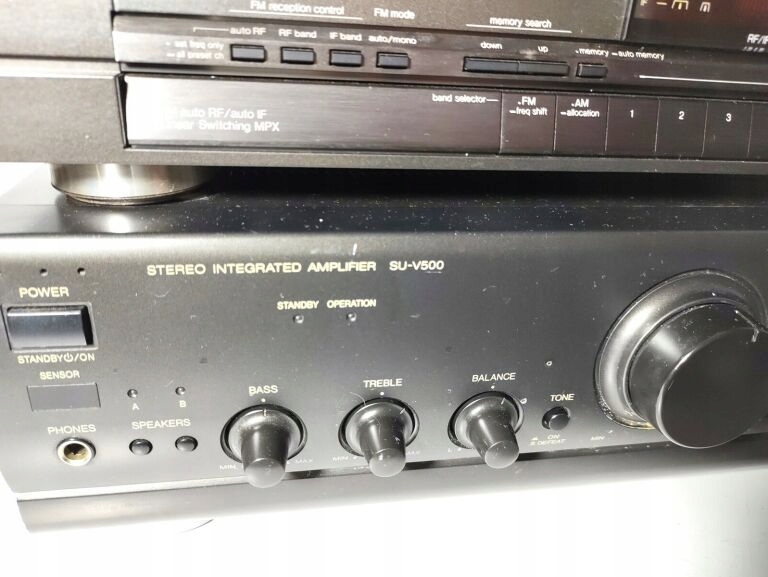 FM reception control
FM mode
memory search
auto RF
RF band
IF band
auto/mono
down
up
memory
auto memory
RF/IF
set freq only
all preset ch
auto RF/auto IF
Switching MPX
band selector
FM
freq shift
AM
allocation
1
2
3
STEREO INTEGRATED AMPLIFIER SU-V500
POWER
STANDBY OPERATION
STANDBY⏻/ON
SENSOR
A
B
BASS
TREBLE
BALANCE
TONE
PHONES
SPEAKERS
ON
DEFEAT
MIN
MAX
MIN
MAX
L
MIN